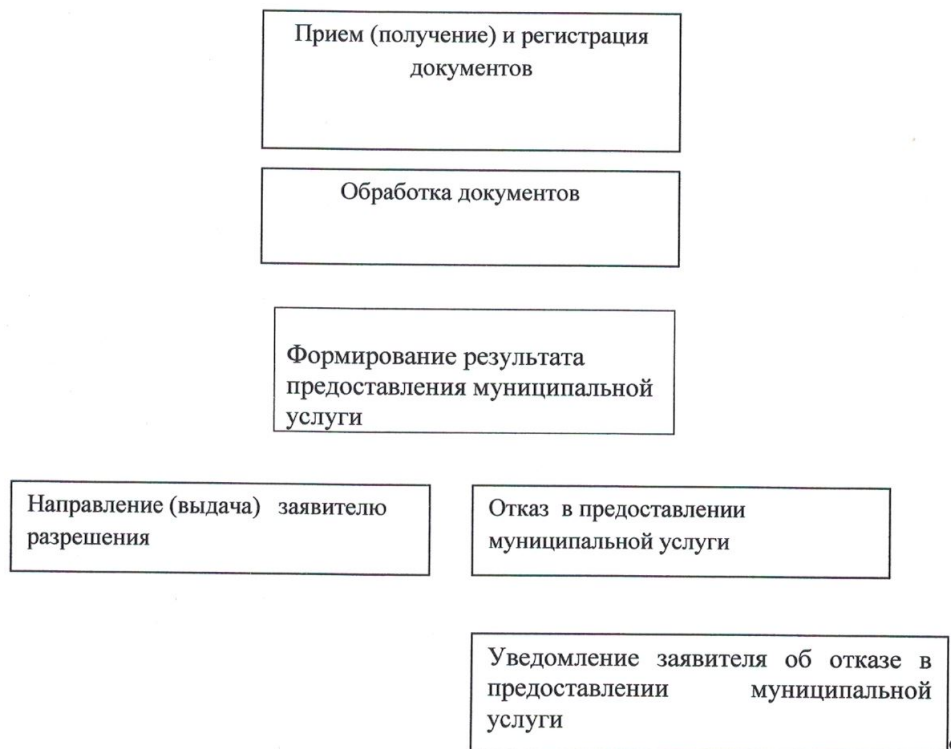 Прием (получение) и регистрация
документов
Обработка документов
Формирование результата
предоставления муниципальной
услуги
Направление (выдача) заявителю
разрешения
Отказ в предоставлении
муниципальной услуги
Уведомление заявителя об отказе в
предоставлении муниципальной
услуги